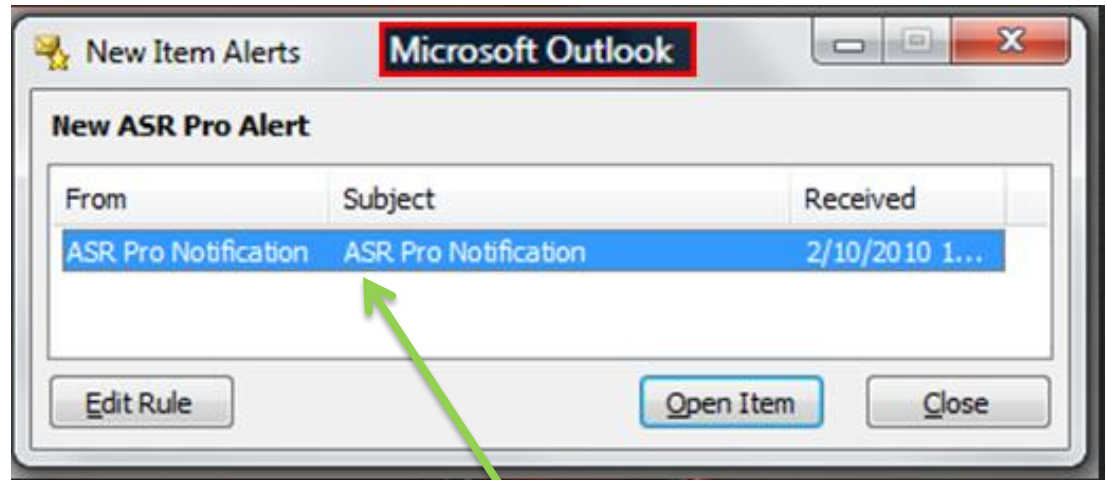 New Item Alerts Microsoft Outlook
New ASR Pro Alert
From Subject Received
ASR Pro Notification ASR Pro Notification 2/10/2010 1...
Edit Rule Open Item Close